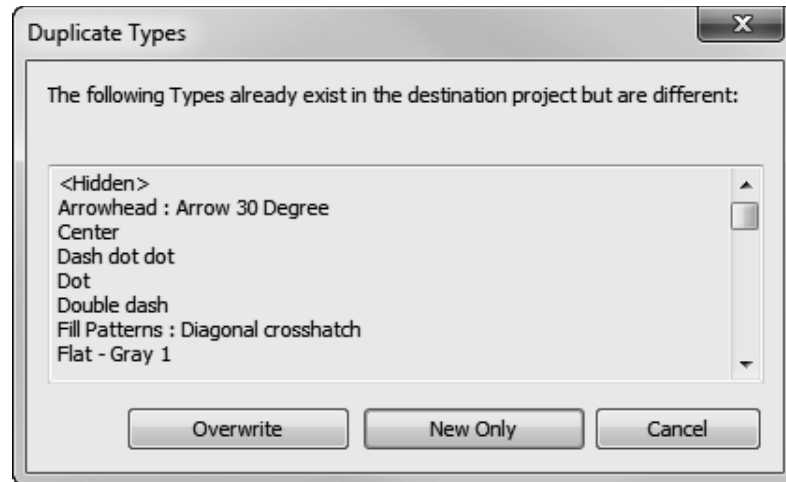 Duplicate Types
The following Types already exist in the destination project but are different:
<Hidden>
Arrowhead : Arrow 30 Degree
Center
Dash dot dot
Dot
Double dash
Fill Patterns : Diagonal crosshatch
Flat - Gray 1
Overwrite New Only Cancel